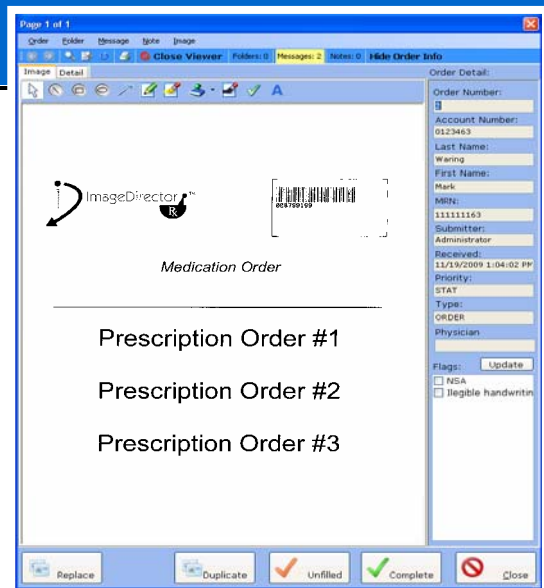 Page 1 of 1
Order Folder Message Note Image
Close Viewer Folders: 0 Messages: 2 Notes: 0 Hide Order Info
Image Detail
Order Detail:
A
Order Number:
Account Number:
0123463
Last Name:
Waring
First Name:
Mark
MRN:
111111163
Submitter:
Administrator
Received:
11/19/2009 1:04:02 PM
Priority:
STAT
Type:
ORDER
Physician
Flags: Update
NSA
Ilegible handwritin
ImageDirector™
Rx
Medication Order
Prescription Order #1
Prescription Order #2
Prescription Order #3
Replace Duplicate Unfilled Complete Close